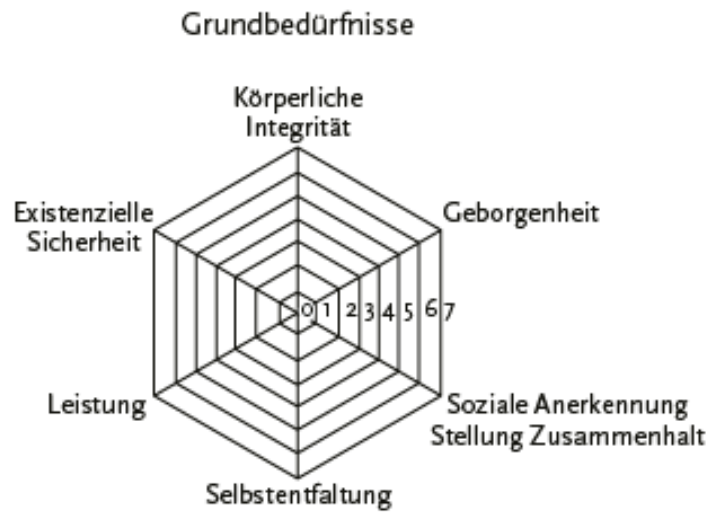 Grundbedürfnisse
Körperliche
Integrität
Existenzielle
Sicherheit
Geborgenheit
0 1 2 3 4 5 6 7
Leistung
Soziale Anerkennung
Stellung Zusammenhalt
Selbstentfaltung